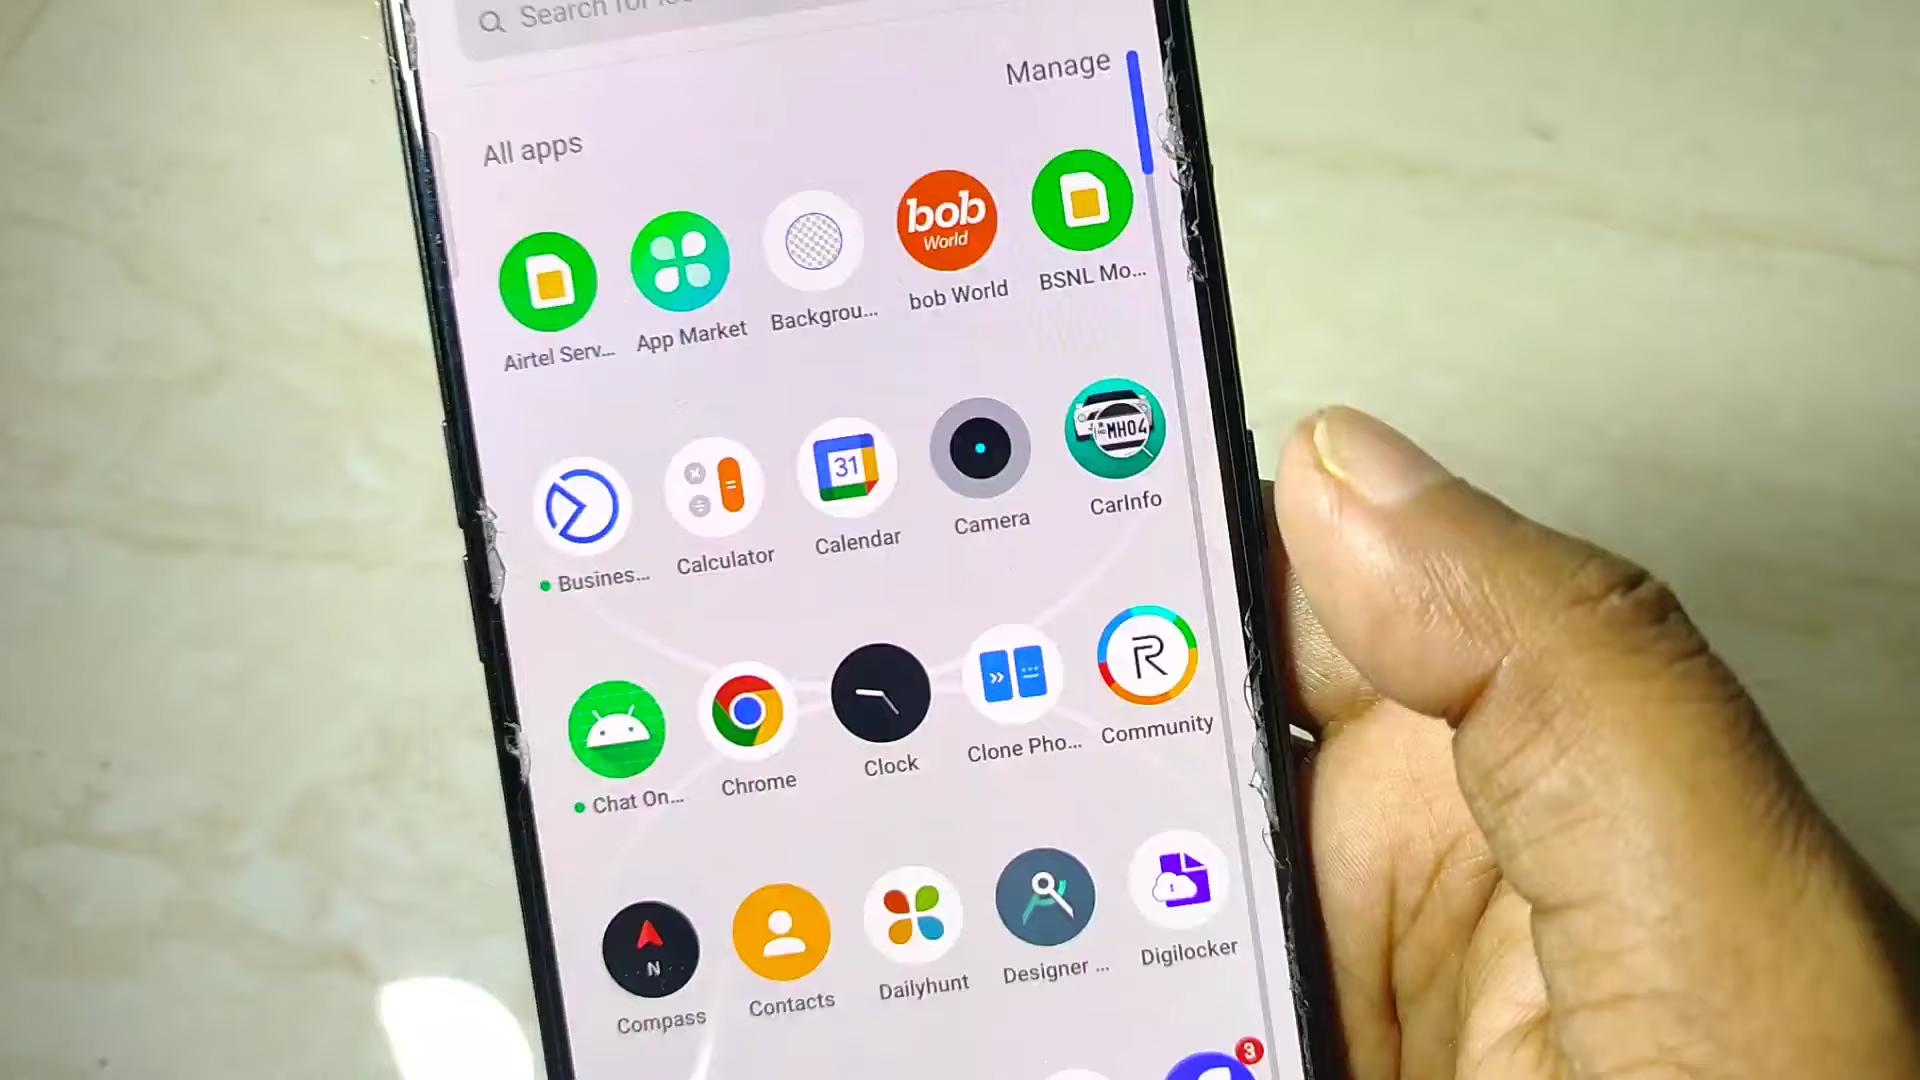 Search for
Manage
All apps
bob
World
Airtel Serv...
App Market
Backgrou...
bob World
BSNL Mo...
31
MH04
Busines...
Calculator
Calendar
Camera
CarInfo
R
Chat On...
Chrome
Clock
Clone Pho...
Community
N
Compass
Contacts
Dailyhunt
Designer ...
Digilocker
3